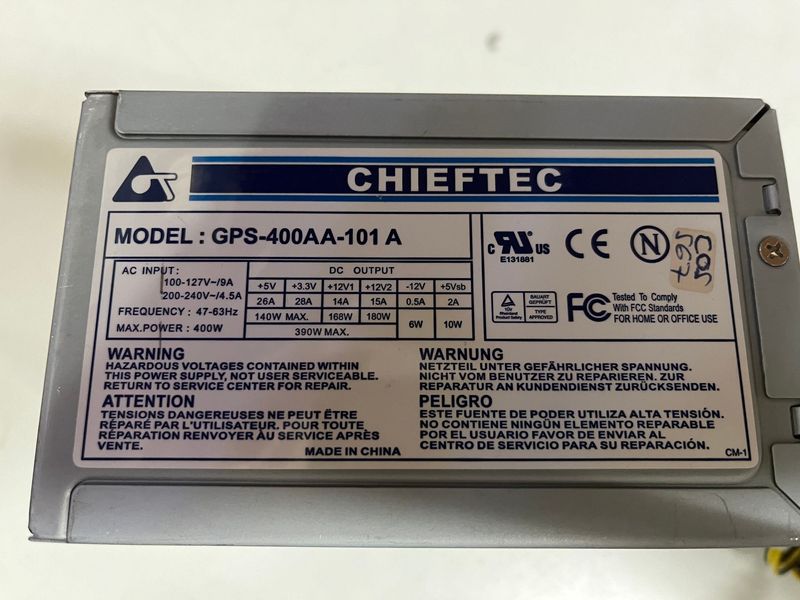 CHIEFTEC
MODEL : GPS-400AA-101 A
AC INPUT:
100-127V~/9A
200-240V~/4.5A
FREQUENCY : 47-63Hz
MAX.POWER : 400W
DC OUTPUT
+5V +3.3V +12V1 +12V2 -12V +5Vsb
26A 28A 14A 15A 0.5A 2A
140W MAX. 168W 180W 6W 10W
390W MAX.
c US
E131881
CE
N
TÜV
Rheinland
Product Safety
BAUART
GEPRÜFT
TYPE
APPROVED
FC
Tested To Comply
With FCC Standards
FOR HOME OR OFFICE USE
WARNING
HAZARDOUS VOLTAGES CONTAINED WITHIN
THIS POWER SUPPLY, NOT USER SERVICEABLE.
RETURN TO SERVICE CENTER FOR REPAIR.
ATTENTION
TENSIONS DANGEREUSES NE PEUT ÊTRE
RÉPARÉ PAR L'UTILISATEUR. POUR TOUTE
RÉPARATION RENVOYER ÀU SERVICE APRÈS
VENTE.
MADE IN CHINA
WARNUNG
NETZTEIL UNTER GEFÄHRLICHER SPANNUNG.
NICHT VOM BENUTZER ZU REPARIEREN. ZUR
REPARATUR AN KUNDENDIENST ZURÜCKSENDEN.
PELIGRO
ESTE FUENTE DE PODER UTILIZA ALTA TENSIÓN.
NO CONTIENE NINGÚN ELEMENTO REPARABLE
POR EL USUARIO FAVOR DE ENVIAR AL
CENTRO DE SERVICIO PARA SU REPARACIÓN.
CM-1